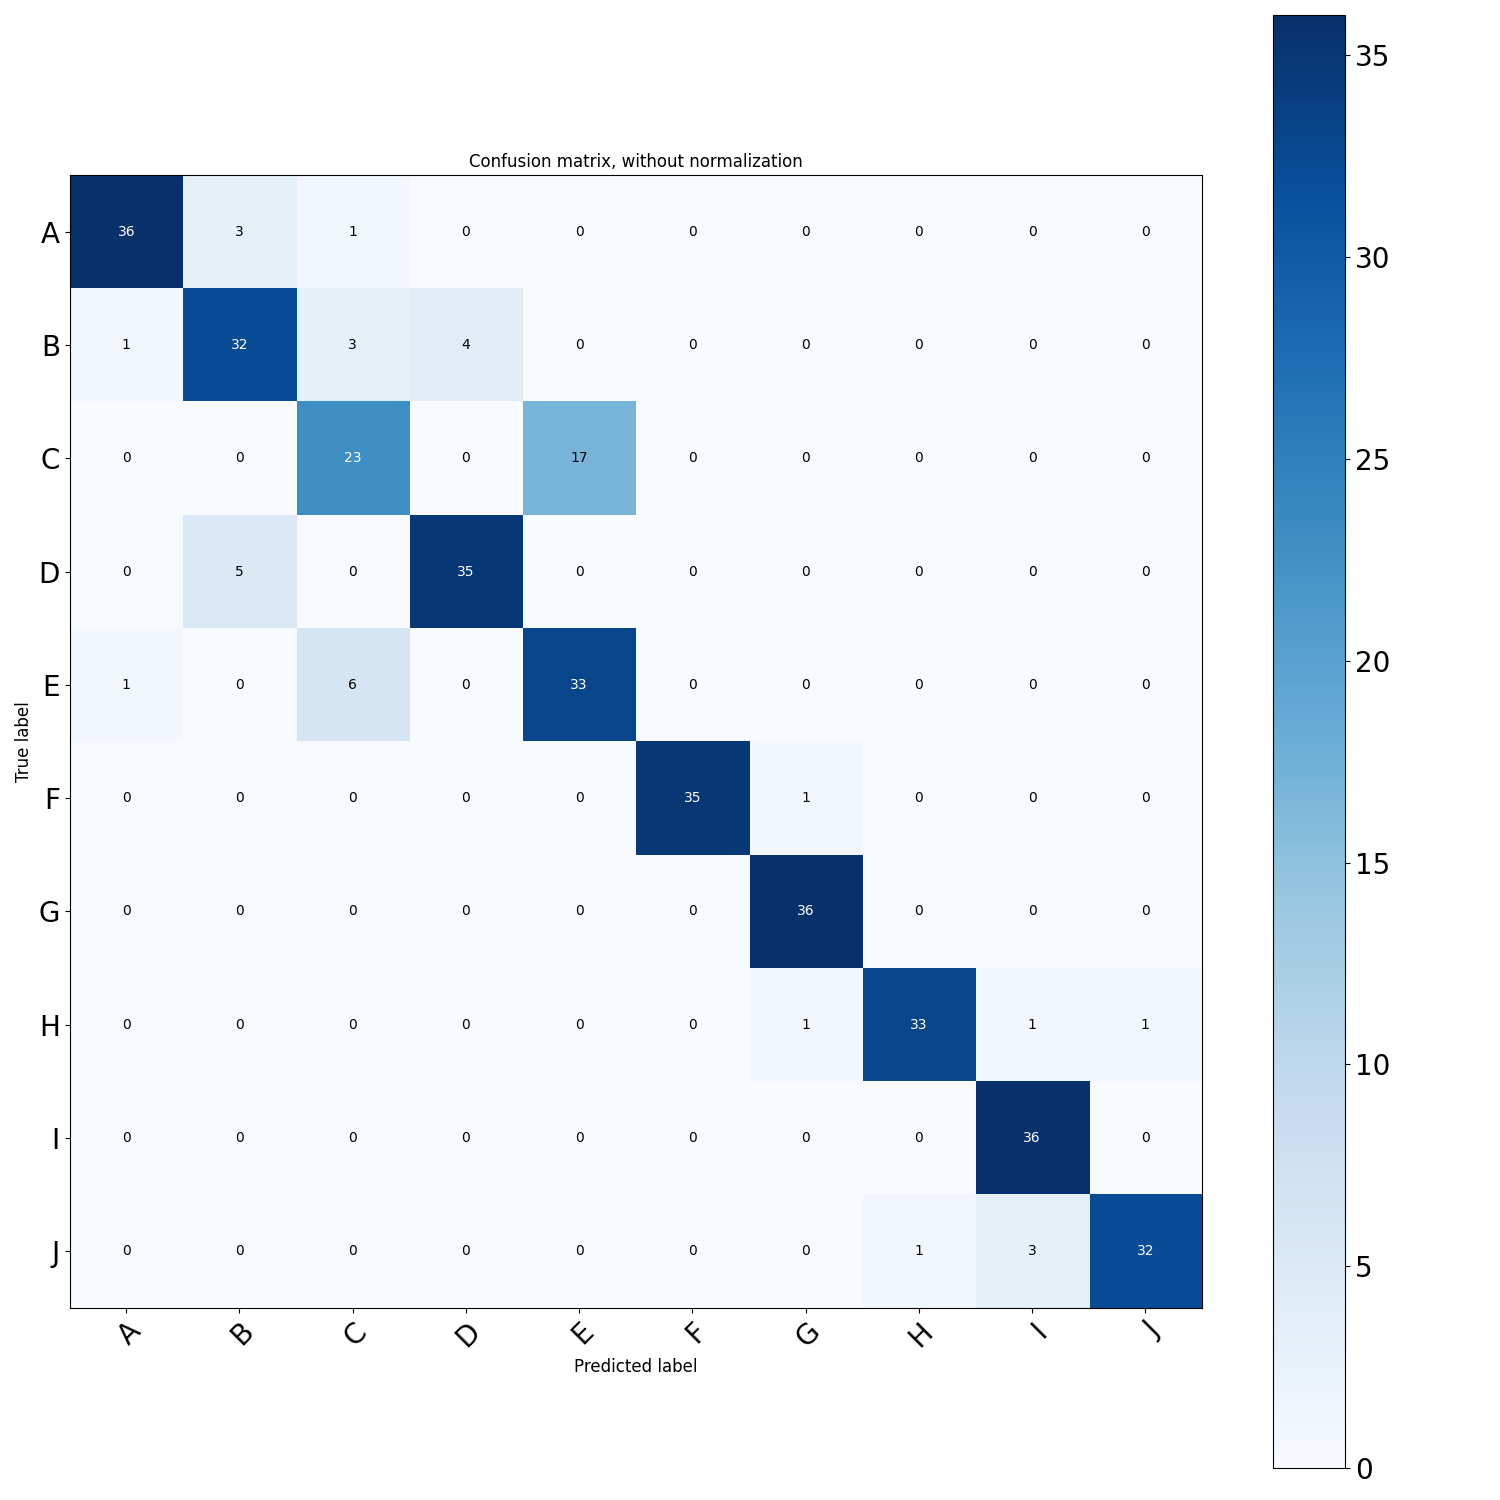 Confusion matrix, without normalization
A 36 3 1 0 0 0 0 0 0 0
B 1 32 3 4 0 0 0 0 0 0
C 0 0 23 0 17 0 0 0 0 0
D 0 5 0 35 0 0 0 0 0 0
E 1 0 6 0 33 0 0 0 0 0
F 0 0 0 0 0 35 1 0 0 0
G 0 0 0 0 0 0 36 0 0 0
H 0 0 0 0 0 0 1 33 1 1
I 0 0 0 0 0 0 0 0 36 0
J 0 0 0 0 0 0 0 1 3 32
True label
A B C D E F G H I J
Predicted label
35
30
25
20
15
10
5
0